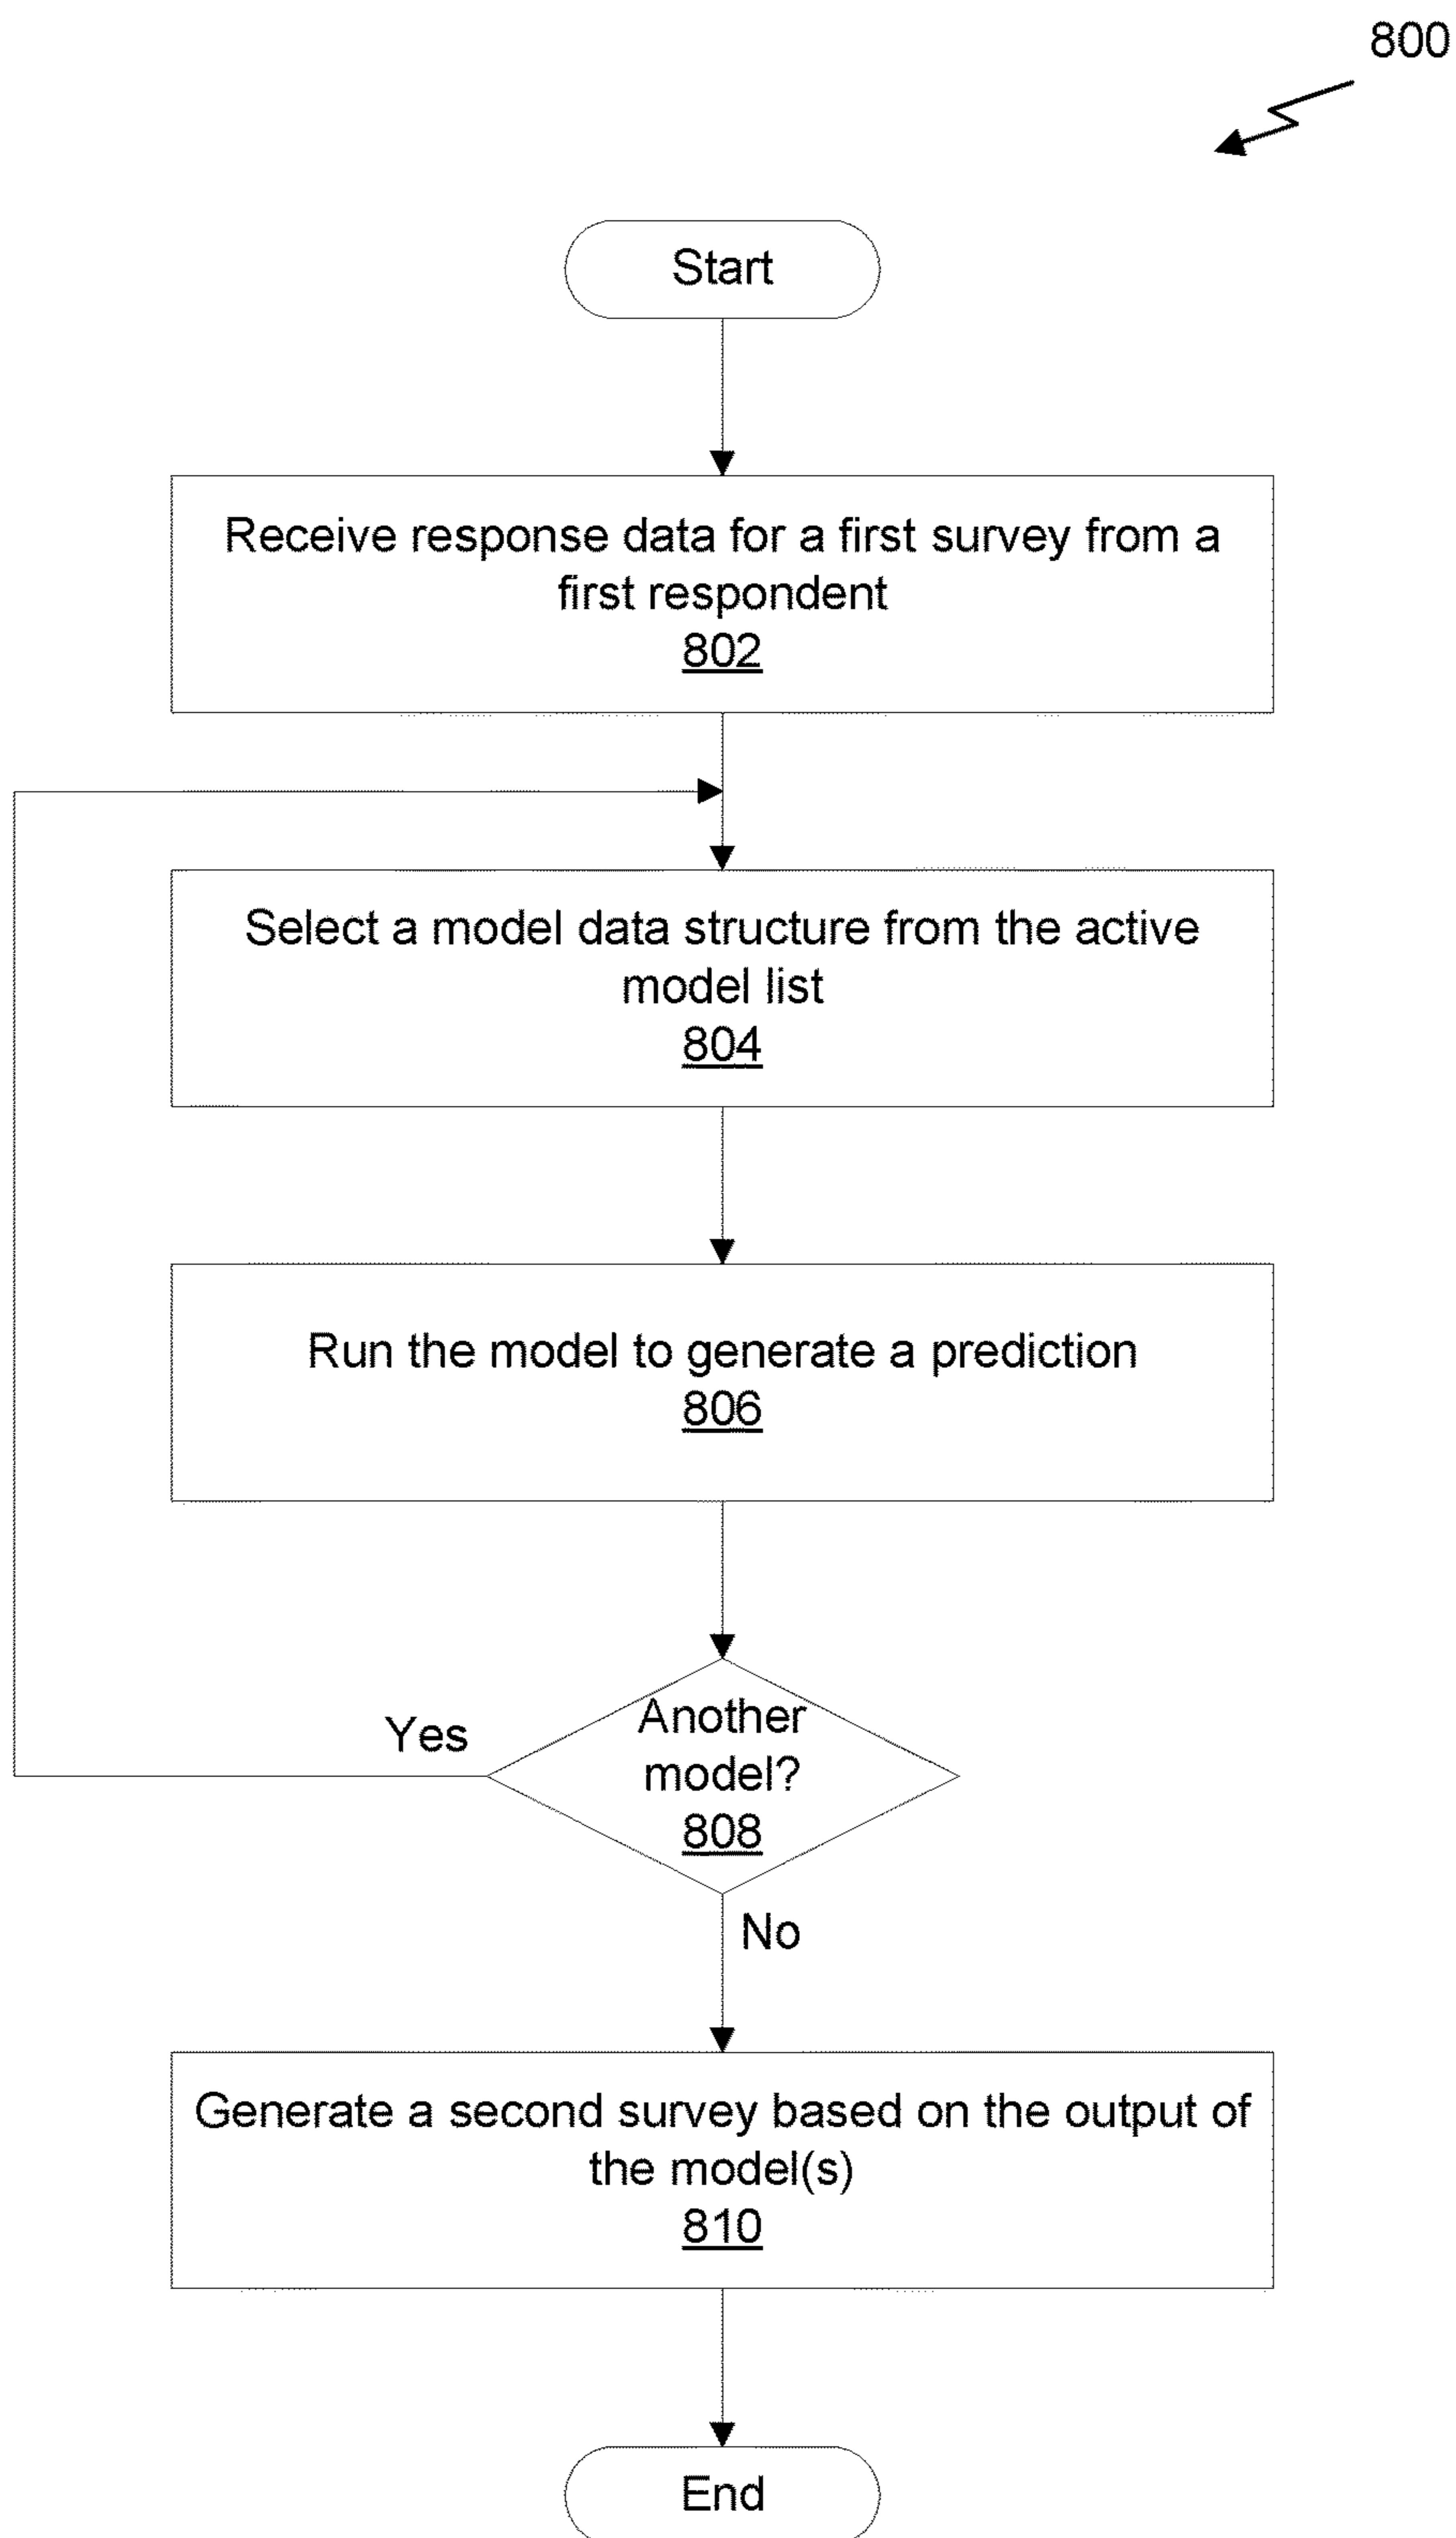 800
Start
Receive response data for a first survey from a
first respondent
802
Select a model data structure from the active
model list
804
Run the model to generate a prediction
806
Yes
Another
model?
808
No
Generate a second survey based on the output of
the model(s)
810
End